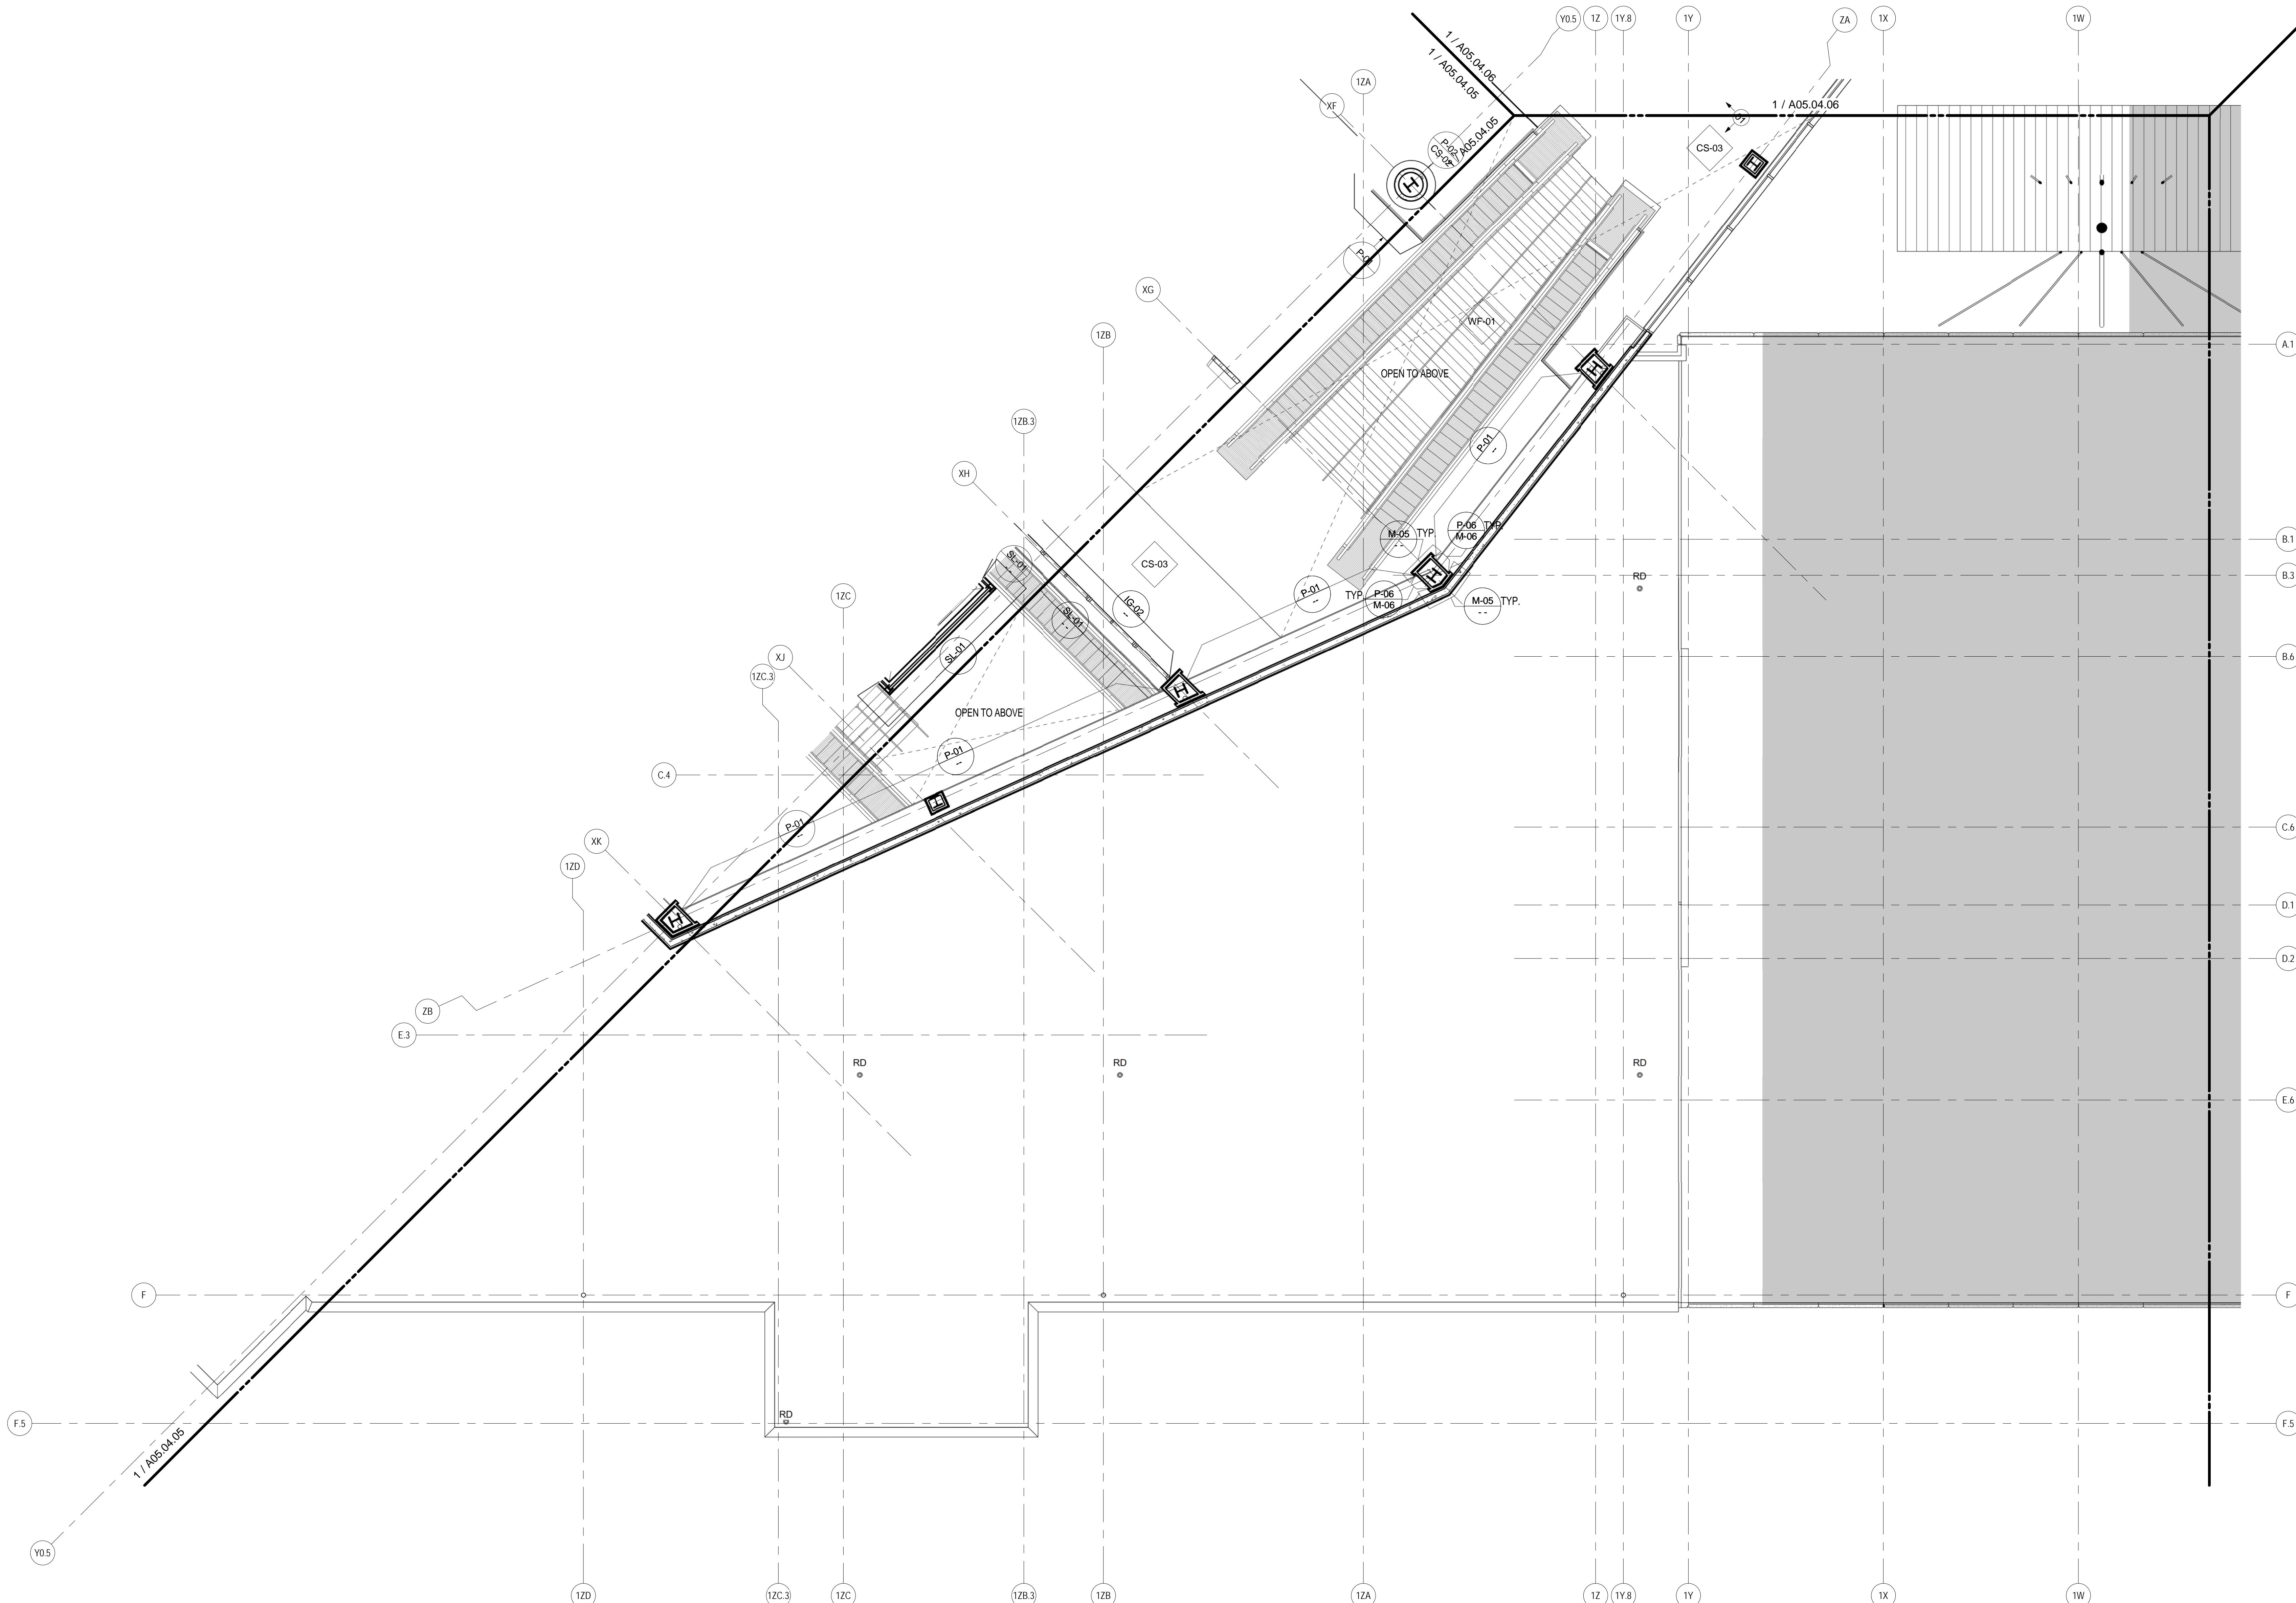 Y0.5
1Z
1Y.8
1Y
ZA
1X
1W
1 / A05.04.06
1 / A05.04.05
1ZA
XF
1 / A05.04.06
01
CS-03
P-02
CS-02
A05.04.05
XG
WF-01
1ZB
A.1
OPEN TO ABOVE
1ZB.3
P-01
--
XH
M-05 TYP.
- -
P-06 TYP.
M-06
B.1
SL-01
- -
CS-03
B.3
RD
P-01
--
TYP. P-06
M-06
M-05 TYP.
- -
1ZC
IG-02
--
SL-01
- -
SL-01
XJ
B.6
1ZC.3
OPEN TO ABOVE
P-01
--
C.4
P-01
--
C.6
XK
1ZD
D.1
D.2
ZB
E.3
RD
RD
RD
E.6
F
F
RD
F.5
F.5
1 / A05.04.05
Y0.5
1ZD
1ZC.3
1ZC
1ZB.3
1ZB
1ZA
1Z
1Y.8
1Y
1X
1W